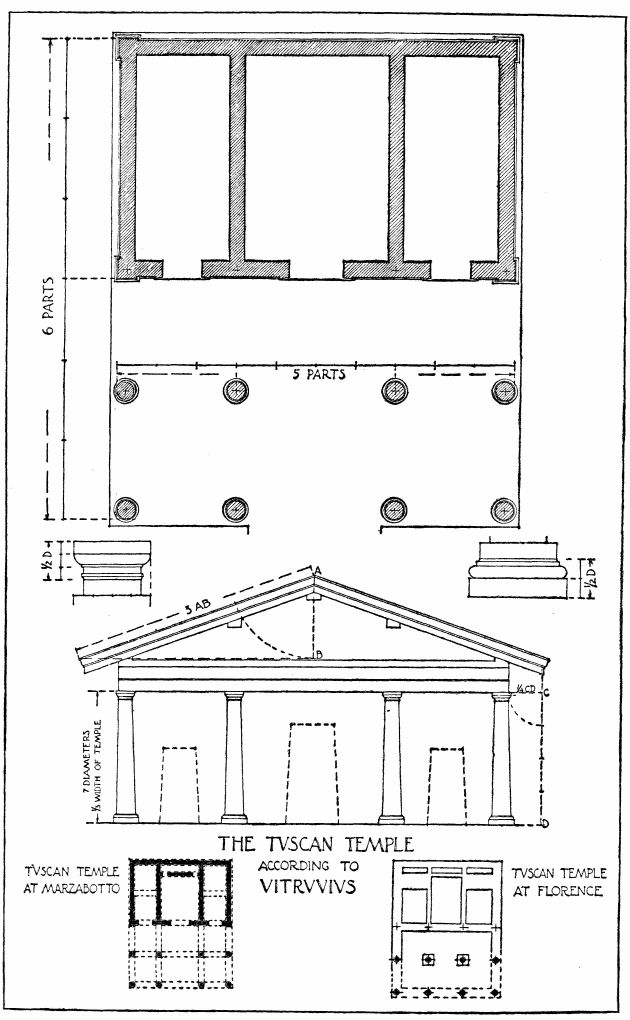 6 PARTS
5 PARTS
½ D
½ D
A
3 AB
B
¼ CD
C
7 DIAMETERS
⅓ WIDTH OF TEMPLE
D
THE TVSCAN TEMPLE
ACCORDING TO
VITRVVIVS
TVSCAN TEMPLE
AT MARZABOTTO
TVSCAN TEMPLE
AT FLORENCE